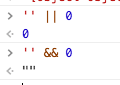 > '' || 0
<· 0
> '' && 0
<· ""